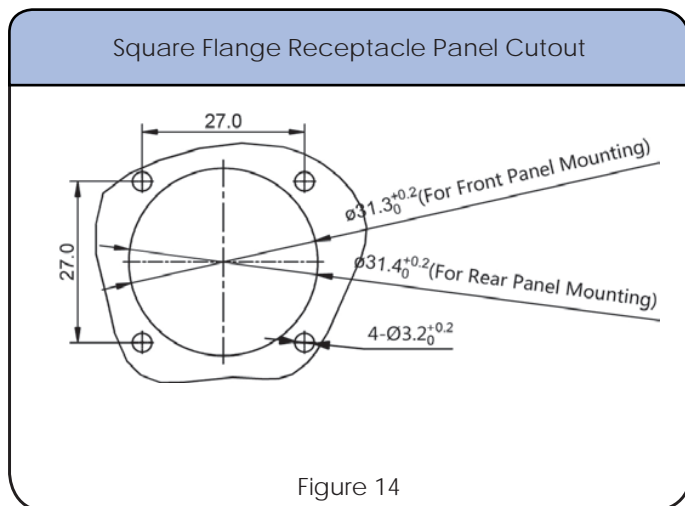 Square Flange Receptacle Panel Cutout
27.0
ø31.3+0.2 0(For Front Panel Mounting)
27.0
ø31.4+0.2 0(For Rear Panel Mounting)
4-Ø3.2+0.2 0
Figure 14